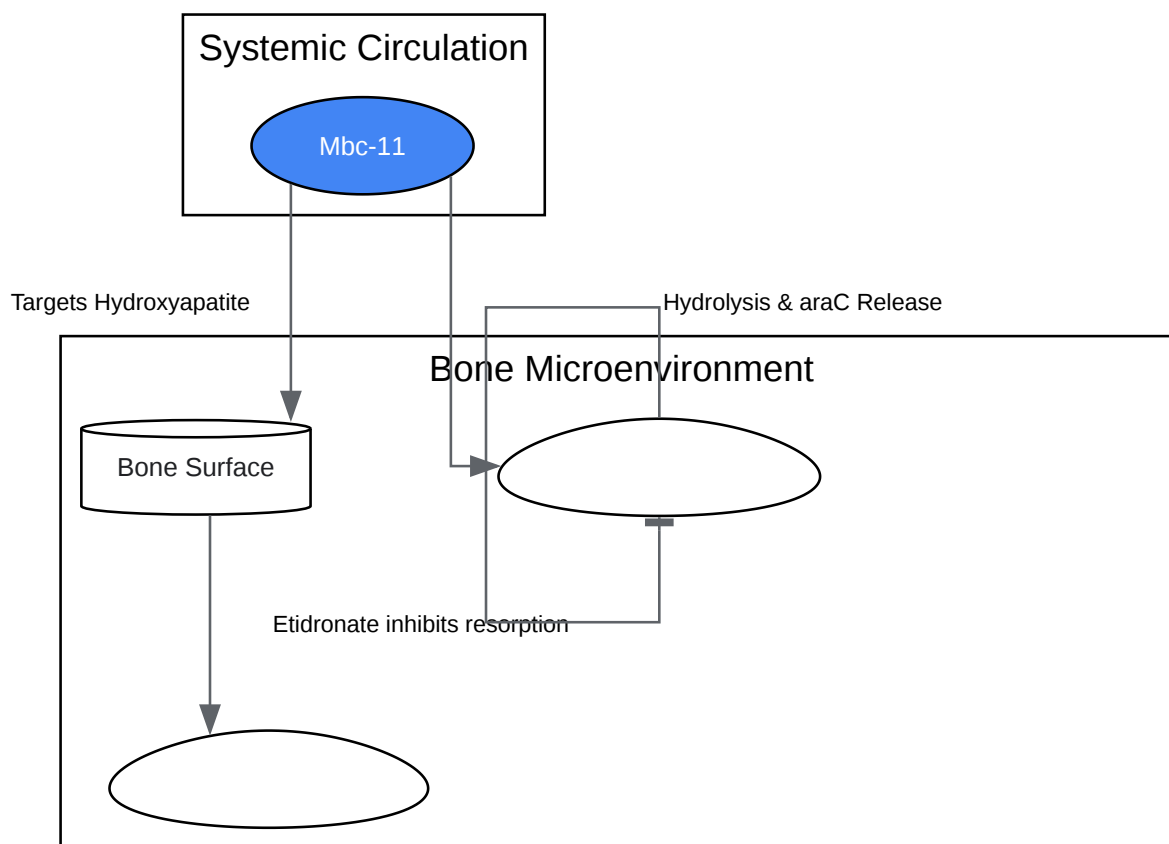 Systemic Circulation
Mbc-11
Targets Hydroxyapatite
Hydrolysis & araC Release
Bone Microenvironment
Bone Surface
Etidronate inhibits resorption